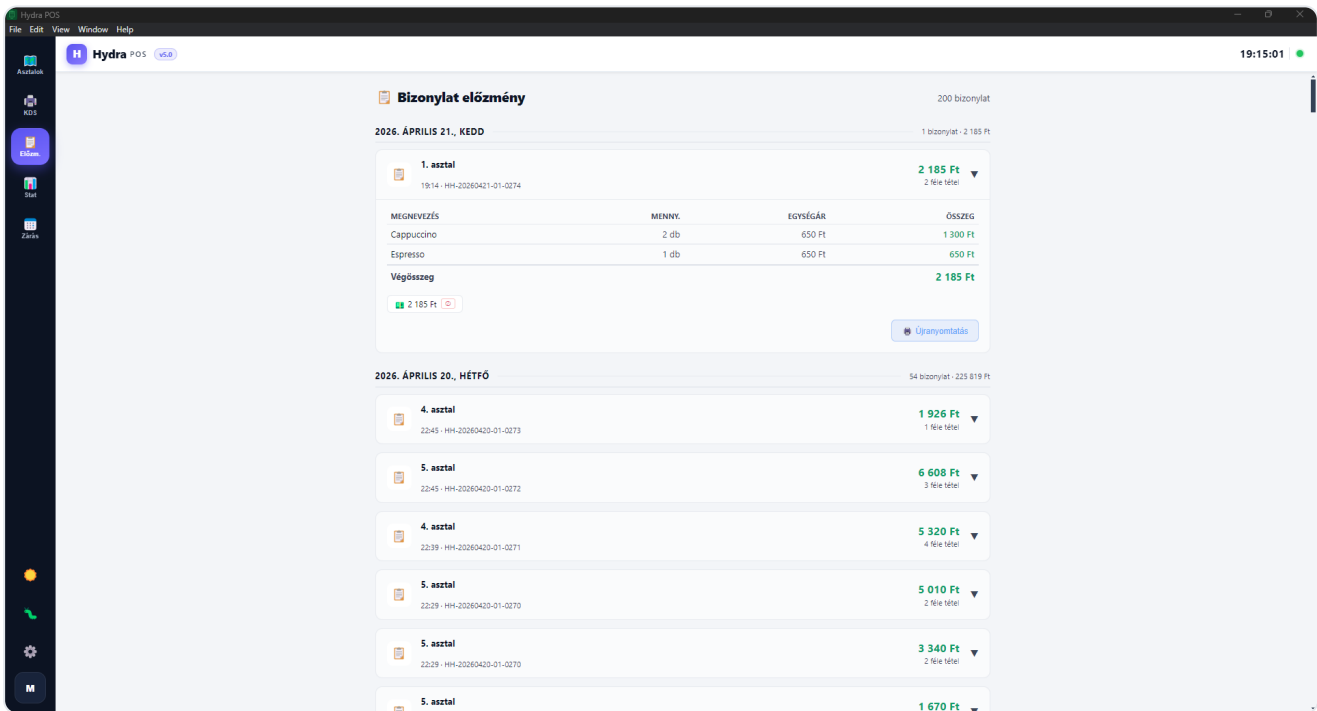 Hydra POS
File Edit View Window Help
H Hydra POS v5.0
19:15:01
Asztalok
KDS
Előzm.
Stat
Zárás
M
Bizonylat előzmény
200 bizonylat
2026. ÁPRILIS 21., KEDD
1 bizonylat · 2 185 Ft
1. asztal
19:14 · HH-20260421-01-0274
2 185 Ft
2 féle tétel
MEGNEVEZÉS MENNY. EGYSÉGÁR ÖSSZEG
Cappuccino 2 db 650 Ft 1 300 Ft
Espresso 1 db 650 Ft 650 Ft
Végösszeg 2 185 Ft
2 185 Ft
Újranyomtatás
2026. ÁPRILIS 20., HÉTFŐ
54 bizonylat · 225 819 Ft
4. asztal
22:45 · HH-20260420-01-0273
1 926 Ft
1 féle tétel
5. asztal
22:45 · HH-20260420-01-0272
6 608 Ft
3 féle tétel
4. asztal
22:39 · HH-20260420-01-0271
5 320 Ft
4 féle tétel
5. asztal
22:29 · HH-20260420-01-0270
5 010 Ft
2 féle tétel
5. asztal
22:29 · HH-20260420-01-0270
3 340 Ft
2 féle tétel
5. asztal
1 670 Ft